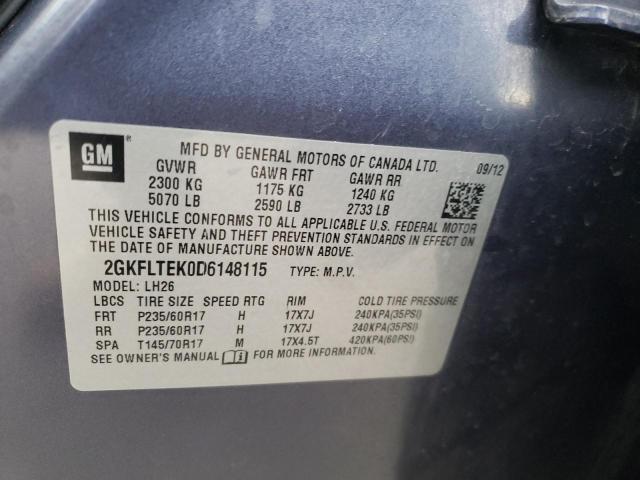 GM
MFD BY GENERAL MOTORS OF CANADA LTD.
09/12
GVWR GAWR FRT GAWR RR
2300 KG 1175 KG 1240 KG
5070 LB 2590 LB 2733 LB
THIS VEHICLE CONFORMS TO ALL APPLICABLE U.S. FEDERAL MOTOR
VEHICLE SAFETY AND THEFT PREVENTION STANDARDS IN EFFECT ON
THE DATE OF MANUFACTURE SHOWN ABOVE.
2GKFLTEK0D6148115 TYPE: M.P.V.
MODEL: LH26
LBCS TIRE SIZE SPEED RTG RIM COLD TIRE PRESSURE
FRT P235/60R17 H 17X7J 240KPA(35PSI)
RR P235/60R17 H 17X7J 240KPA(35PSI)
SPA T145/70R17 M 17X4.5T 420KPA(60PSI)
SEE OWNER'S MANUAL FOR MORE INFORMATION.